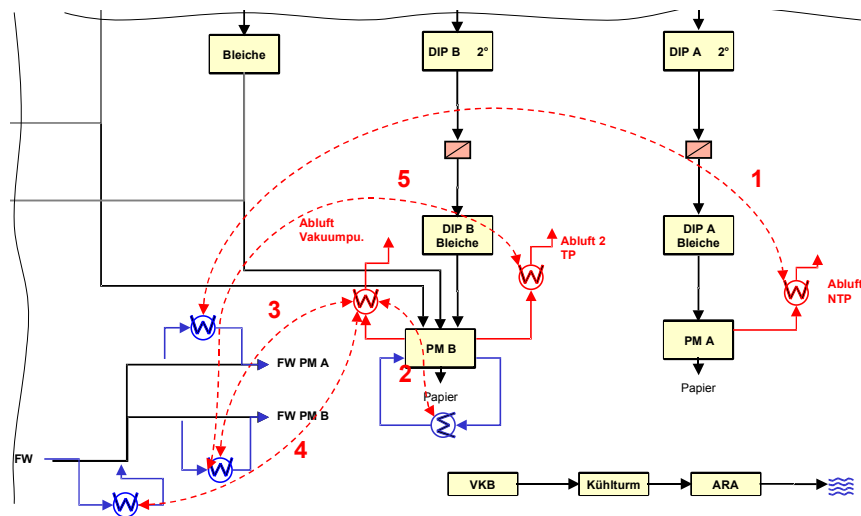 Bleiche
DIP B 2°
DIP A 2°
1
5
Abluft
Vakuumpu.
DIP B
Bleiche
Abluft 2
TP
DIP A
Bleiche
Abluft
NTP
3
PM B
PM A
FW PM A
2
Papier
Papier
FW PM B
4
FW
VKB
Kühlturm
ARA